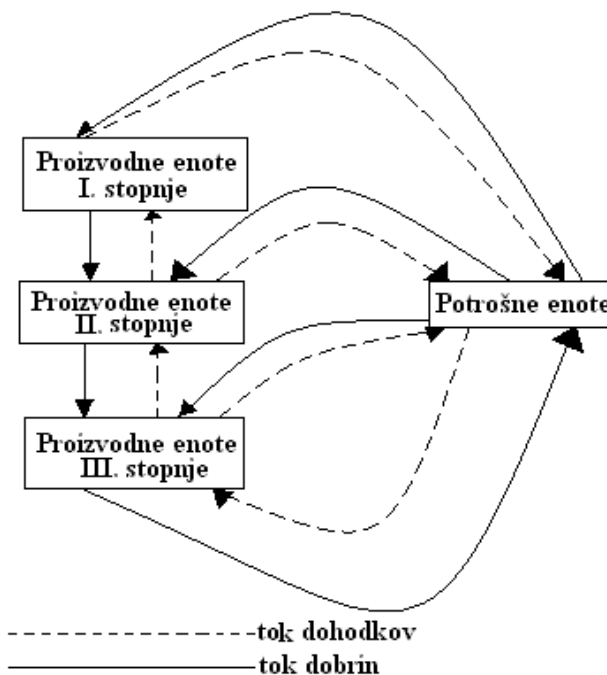 Proizvodne enote
I. stopnje
Proizvodne enote
II. stopnje
Potrošne enote
Proizvodne enote
III. stopnje
tok dohodkov
tok dobrin